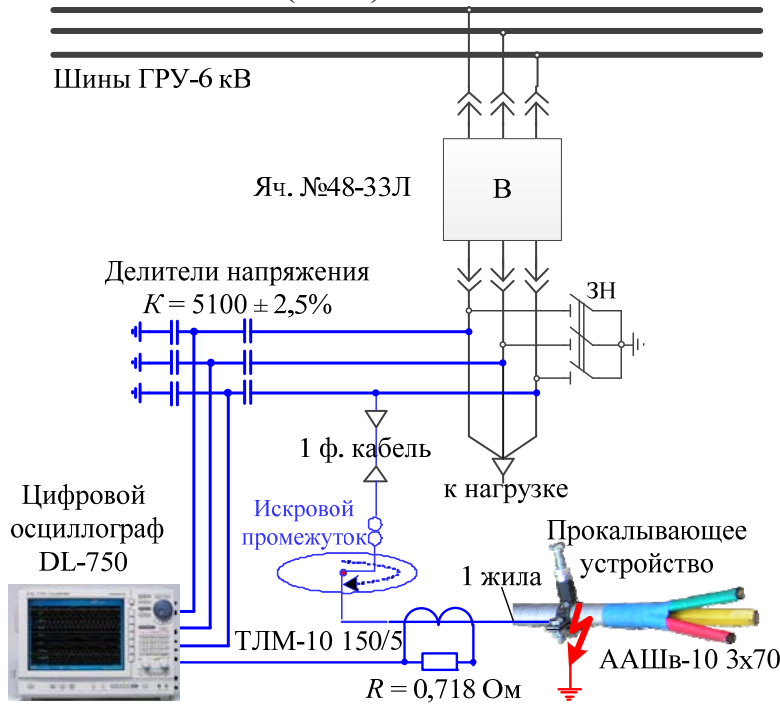 Шины ГРУ-6 кВ
Яч. №48-33Л
В
Делители напряжения
К = 5100 ± 2,5%
ЗН
1 ф. кабель
к нагрузке
Искровой
промежуток
Цифровой
осциллограф
DL-750
Прокалывающее
устройство
1 жила
ТЛМ-10 150/5
ААШв-10 3х70
R = 0,718 Ом